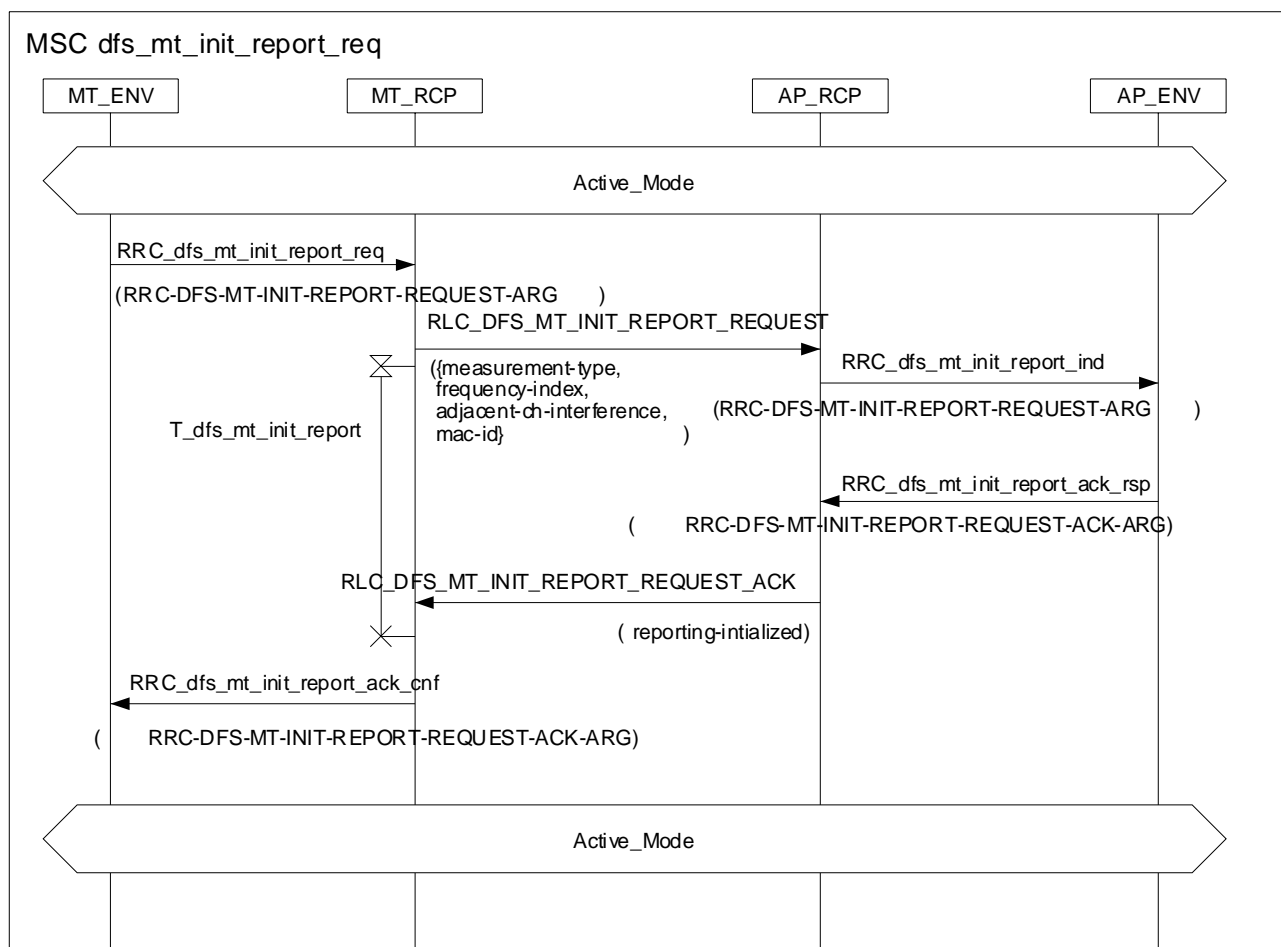 MSC dfs_mt_init_report_req
MT_ENV
MT_RCP
AP_RCP
AP_ENV
Active_Mode
RRC_dfs_mt_init_report_req
(RRC-DFS-MT-INIT-REPORT-REQUEST-ARG )
RLC_DFS_MT_INIT_REPORT_REQUEST
({measurement-type,
frequency-index,
adjacent-ch-interference,
mac-id} )
T_dfs_mt_init_report
RRC_dfs_mt_init_report_ind
(RRC-DFS-MT-INIT-REPORT-REQUEST-ARG )
RRC_dfs_mt_init_report_ack_rsp
( RRC-DFS-MT-INIT-REPORT-REQUEST-ACK-ARG)
RLC_DFS_MT_INIT_REPORT_REQUEST_ACK
( reporting-intialized)
RRC_dfs_mt_init_report_ack_cnf
( RRC-DFS-MT-INIT-REPORT-REQUEST-ACK-ARG)
Active_Mode